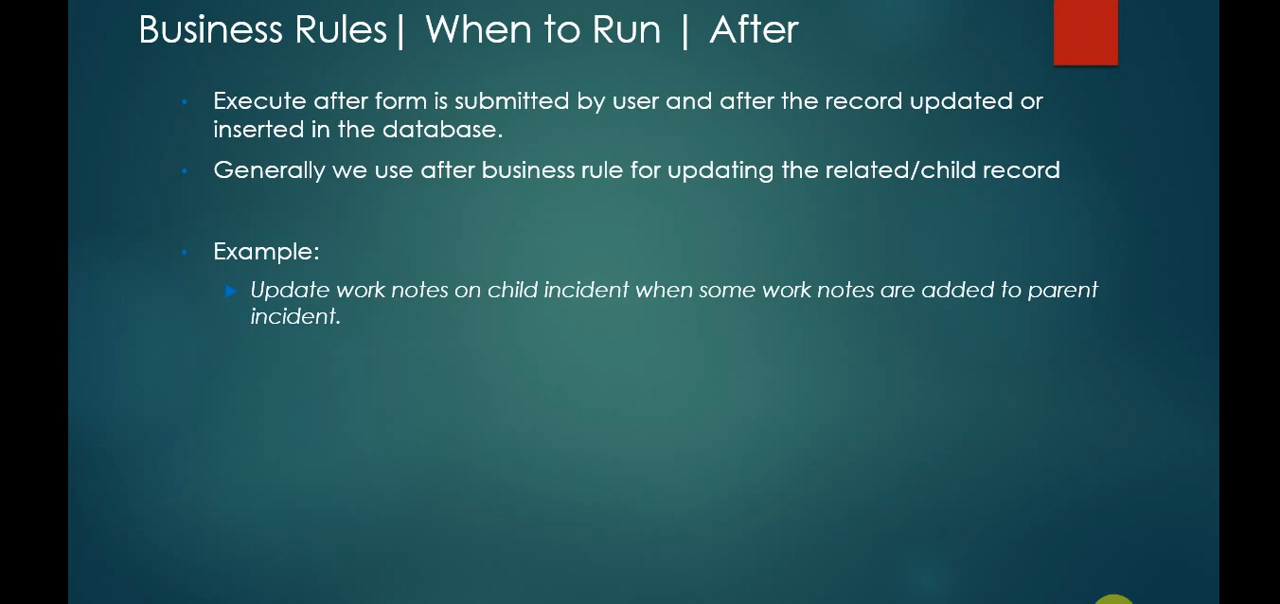 Business Rules| When to Run | After
Execute after form is submitted by user and after the record updated or
inserted in the database.
Generally we use after business rule for updating the related/child record
Example:
Update work notes on child incident when some work notes are added to parent
incident.